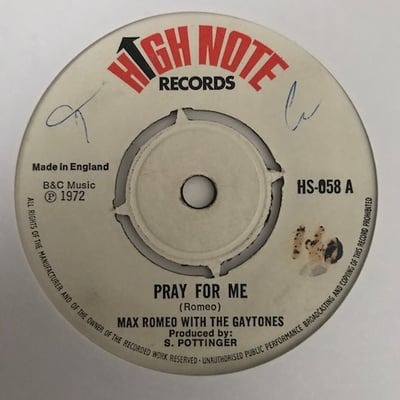 HIGH NOTE
RECORDS
Made in England
B&C Music
Ⓟ 1972
HS-058 A
PRAY FOR ME
(Romeo)
MAX ROMEO WITH THE GAYTONES
Produced by:
S. POTTINGER
ALL RIGHTS OF THE MANUFACTURER AND OF THE OWNER OF THE RECORDED WORK RESERVED · UNAUTHORISED PUBLIC PERFORMANCE BROADCASTING AND COPYING OF THIS RECORD PROHIBITED